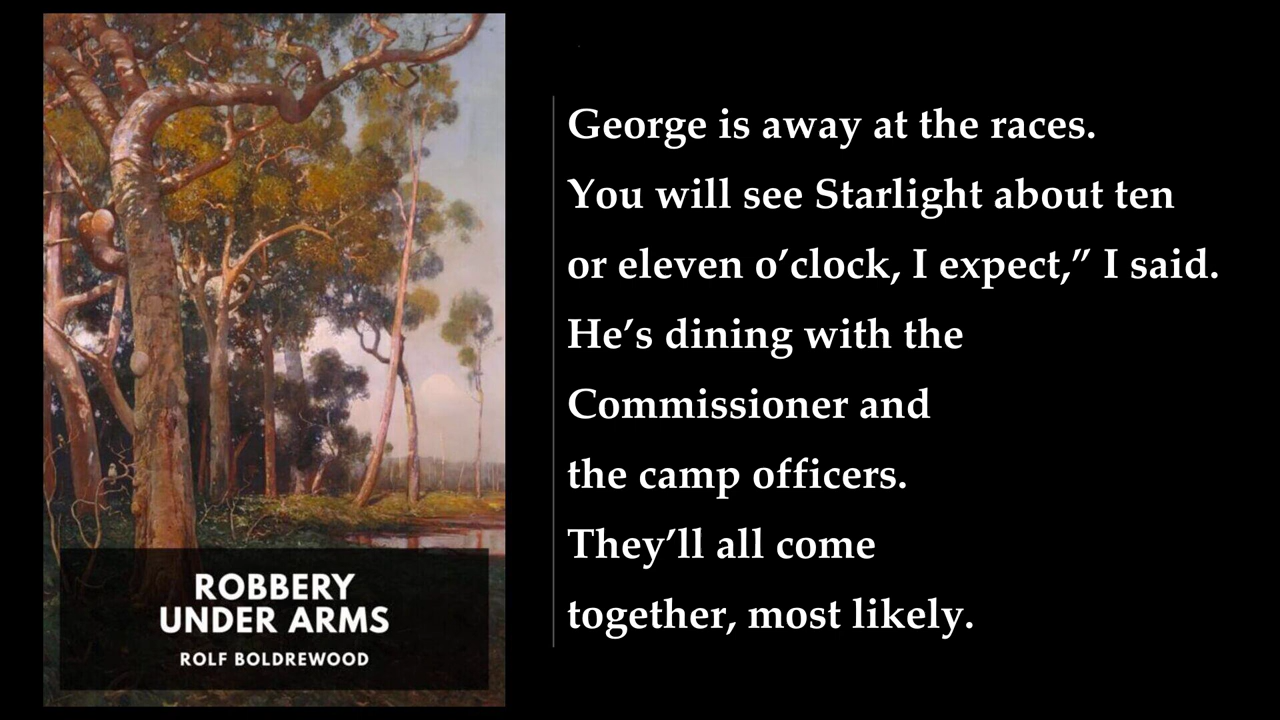 George is away at the races.
You will see Starlight about ten
or eleven o’clock, I expect,” I said.
He’s dining with the
Commissioner and
the camp officers.
They’ll all come
together, most likely.
ROBBERY
UNDER ARMS
ROLF BOLDREWOOD